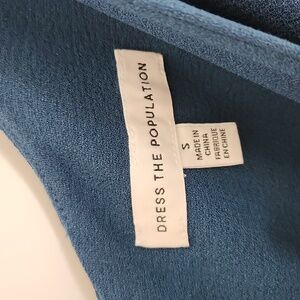 DRESS THE POPULATION
S
MADE IN
CHINA
FABRIQUÉ
EN CHINE